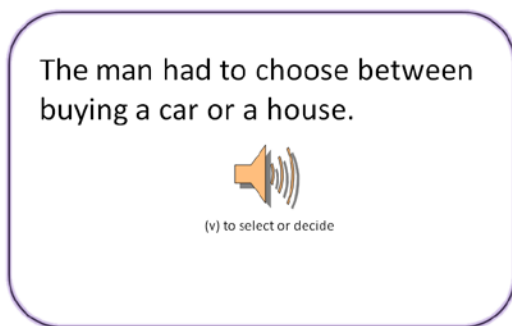 The man had to choose between
buying a car or a house.
(v) to select or decide